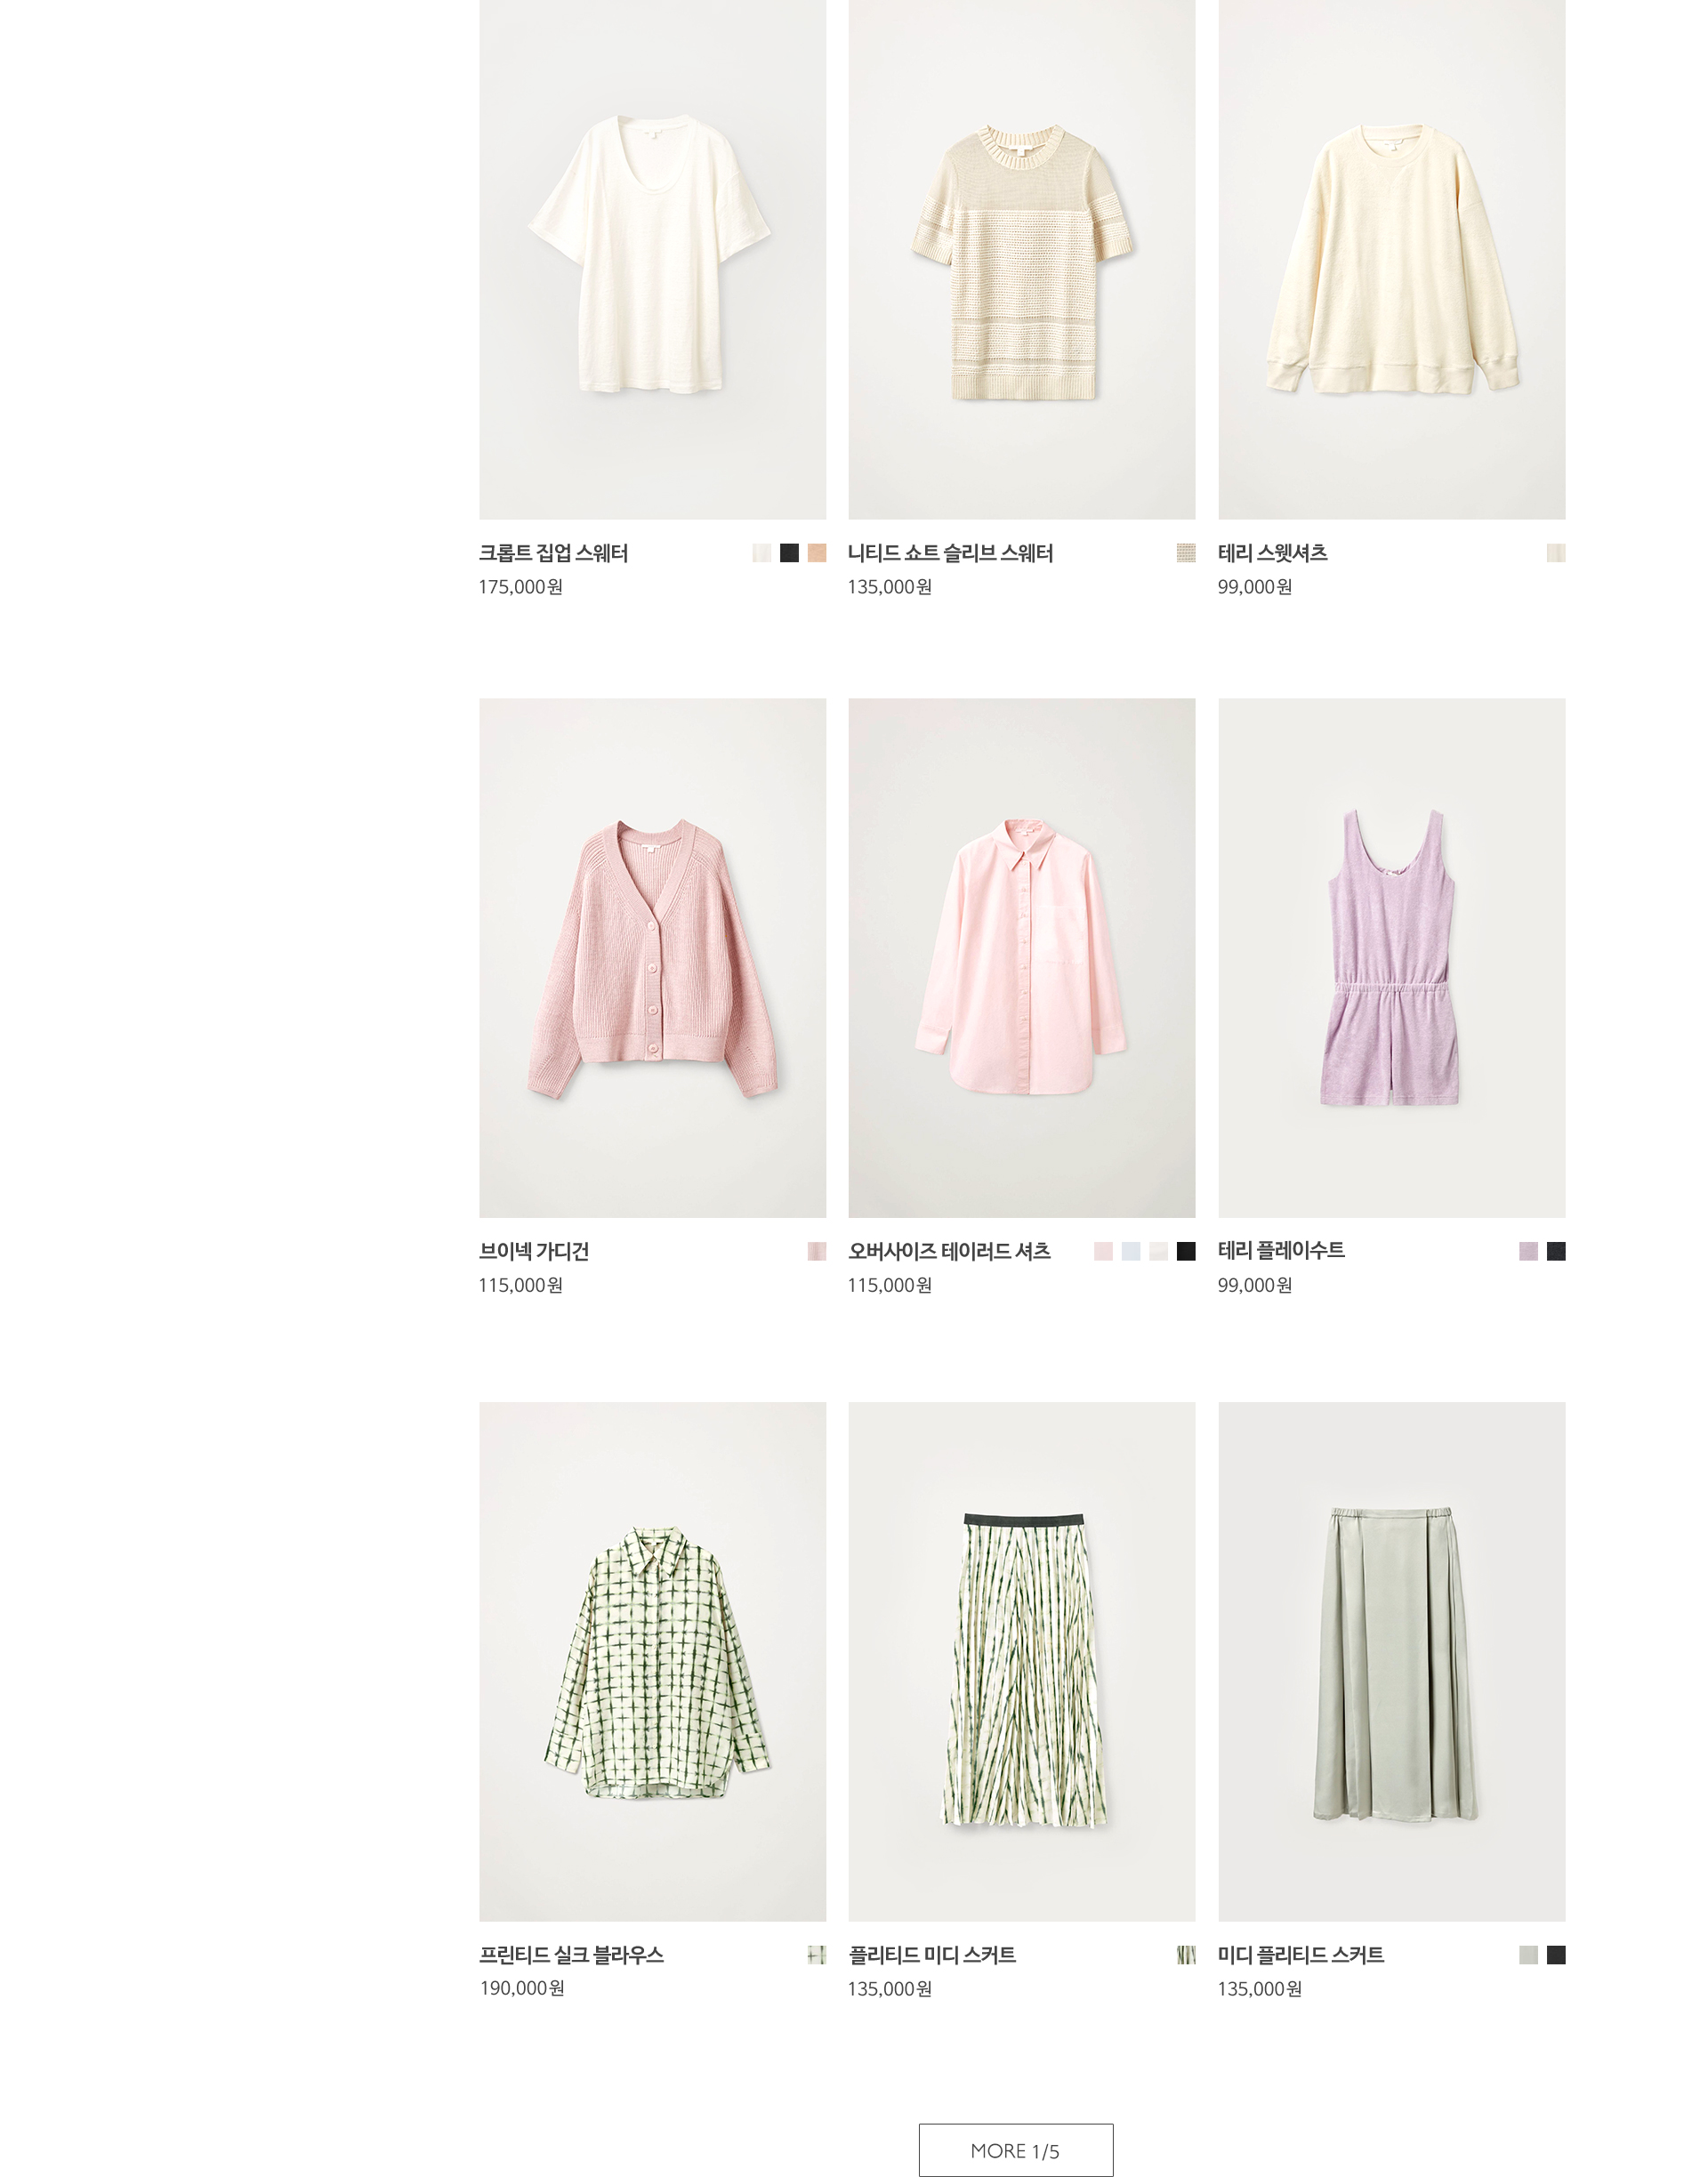 크롭트 집업 스웨터
175,000원
니티드 쇼트 슬리브 스웨터
135,000원
테리 스웻셔츠
99,000원
브이넥 가디건
115,000원
오버사이즈 테이러드 셔츠
115,000원
테리 플레이수트
99,000원
프린티드 실크 블라우스
190,000원
플리티드 미디 스커트
135,000원
미디 플리티드 스커트
135,000원
MORE 1/5